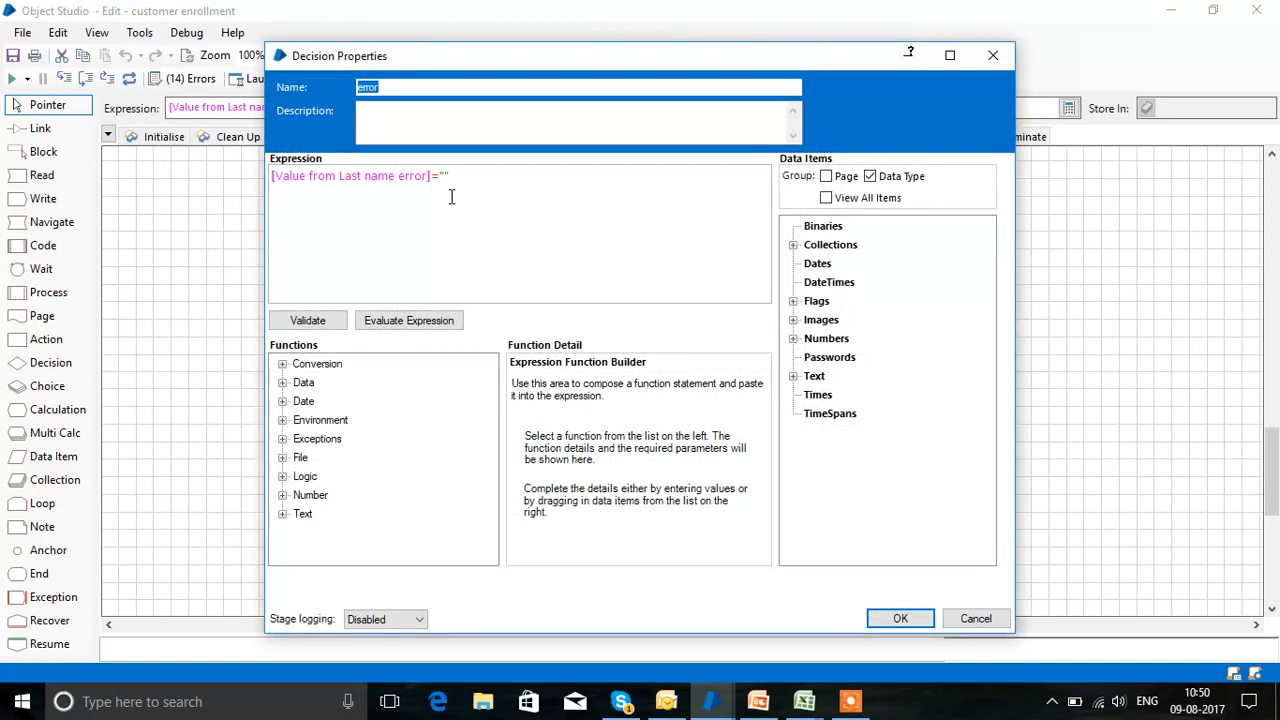 Object Studio - Edit - customer enrollment
File Edit View Tools Debug Help
Zoom 100%
(14) Errors
Pointer
Expression: [Value from Last nam
Store In:
Initialise Clean Up
Link
Block
Read
Write
Navigate
Code
Wait
Process
Page
Action
Decision
Choice
Calculation
Multi Calc
Data Item
Collection
Loop
Note
Anchor
End
Exception
Recover
Resume
Decision Properties
?
Name: error
Description:
Expression
[Value from Last name error]=""
Validate
Evaluate Expression
Functions
Conversion
Data
Date
Environment
Exceptions
File
Logic
Number
Text
Function Detail
Expression Function Builder
Use this area to compose a function statement and paste
it into the expression.
Select a function from the list on the left. The
function details and the required parameters will
be shown here.
Complete the details either by entering values or
by dragging in data items from the list on the
right.
Data Items
Group: Page Data Type
View All Items
Binaries
Collections
Dates
DateTimes
Flags
Images
Numbers
Passwords
Text
Times
TimeSpans
Stage logging: Disabled
OK
Cancel
Type here to search
ENG
10:50
09-08-2017